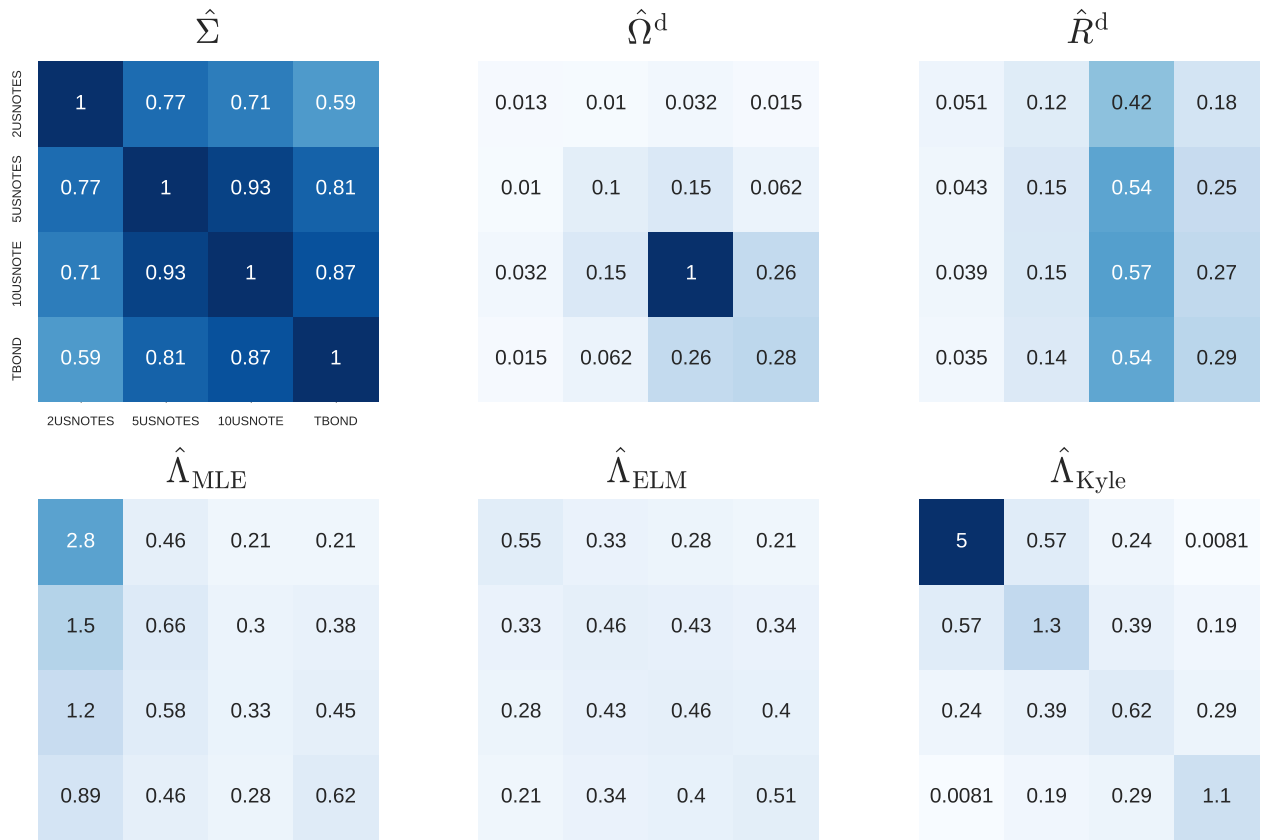 Σ̂ Ω̂ᵈ R̂ᵈ
2USNOTES 1 0.77 0.71 0.59 0.013 0.01 0.032 0.015 0.051 0.12 0.42 0.18
5USNOTES 0.77 1 0.93 0.81 0.01 0.1 0.15 0.062 0.043 0.15 0.54 0.25
10USNOTE 0.71 0.93 1 0.87 0.032 0.15 1 0.26 0.039 0.15 0.57 0.27
TBOND 0.59 0.81 0.87 1 0.015 0.062 0.26 0.28 0.035 0.14 0.54 0.29
2USNOTES 5USNOTES 10USNOTE TBOND
Λ̂MLE Λ̂ELM Λ̂Kyle
2.8 0.46 0.21 0.21 0.55 0.33 0.28 0.21 5 0.57 0.24 0.0081
1.5 0.66 0.3 0.38 0.33 0.46 0.43 0.34 0.57 1.3 0.39 0.19
1.2 0.58 0.33 0.45 0.28 0.43 0.46 0.4 0.24 0.39 0.62 0.29
0.89 0.46 0.28 0.62 0.21 0.34 0.4 0.51 0.0081 0.19 0.29 1.1